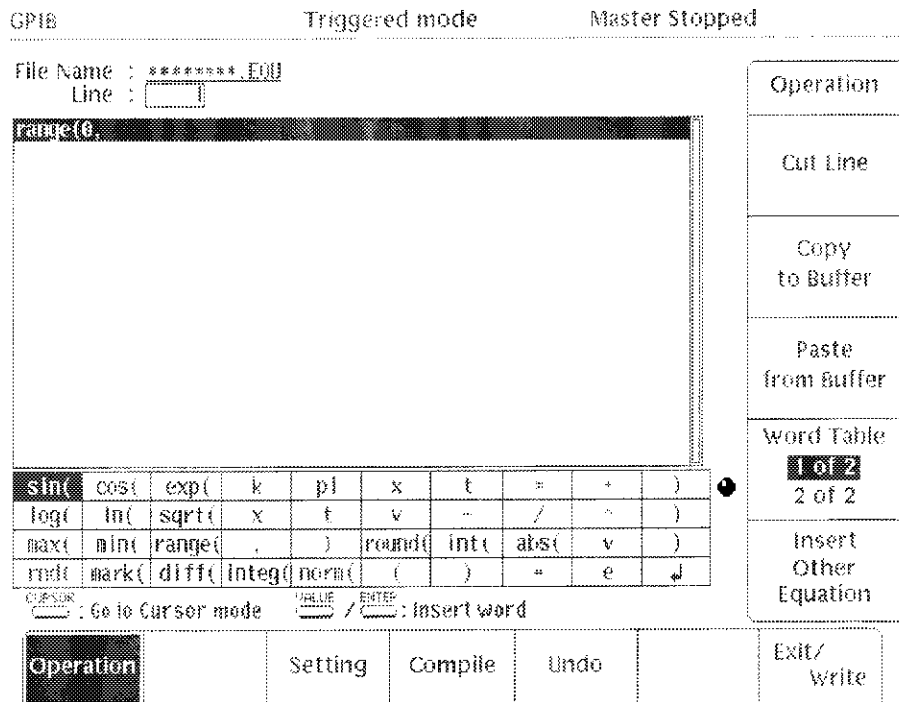 GPIB Triggered mode Master Stopped
File Name : ********.EQU
Line : 1
range(0,
Operation
Cut Line
Copy
to Buffer
Paste
from Buffer
Word Table
1 of 2
2 of 2
Insert
Other
Equation
sin( cos( exp( k pi x t = + )
log( ln( sqrt( x t v - / ^ )
max( min( range( , ) round( int( abs( v )
rnd( mark( diff( integ( norm( ( ) e ↵
CURSOR : Go to Cursor mode VALUE / ENTER : Insert word
Operation Setting Compile Undo Exit/
Write